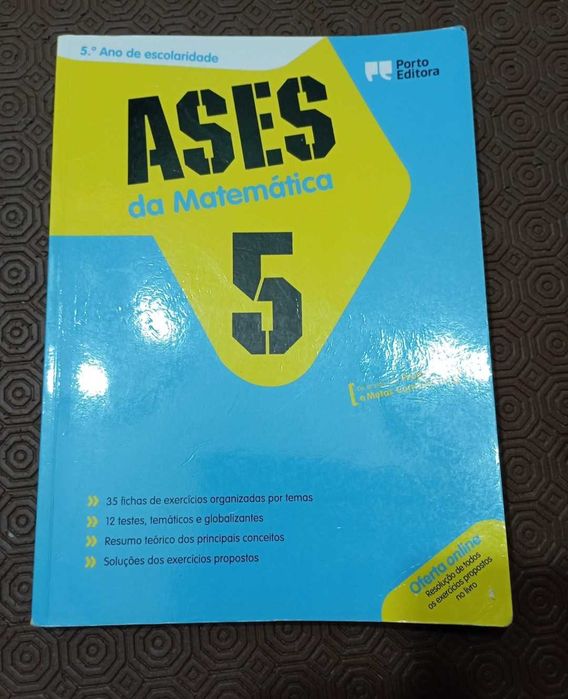 5.º Ano de escolaridade
Porto
Editora
ASES
da Matemática
5
e Metas
35 fichas de exercícios organizadas por temas
12 testes, temáticos e globalizantes
Resumo teórico dos principais conceitos
Soluções dos exercícios propostos
Oferta online
Resolução de todos
os exercícios propostos
no livro